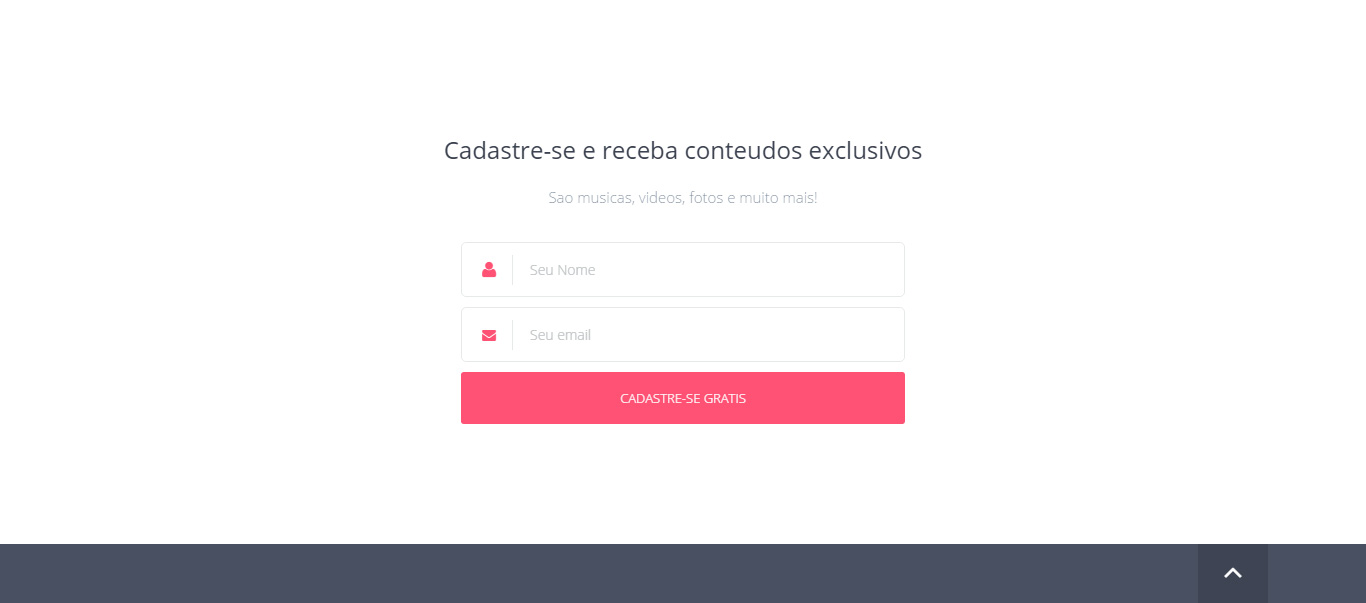 Cadastre-se e receba conteudos exclusivos
Sao musicas, videos, fotos e muito mais!
Seu Nome
Seu email
CADASTRE-SE GRATIS